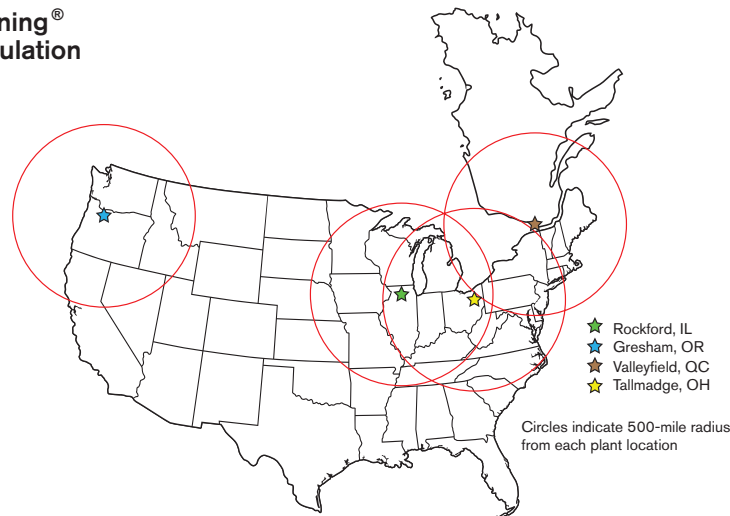 ning®
ulation
Rockford, IL
Gresham, OR
Valleyfield, QC
Tallmadge, OH
Circles indicate 500-mile radius
from each plant location